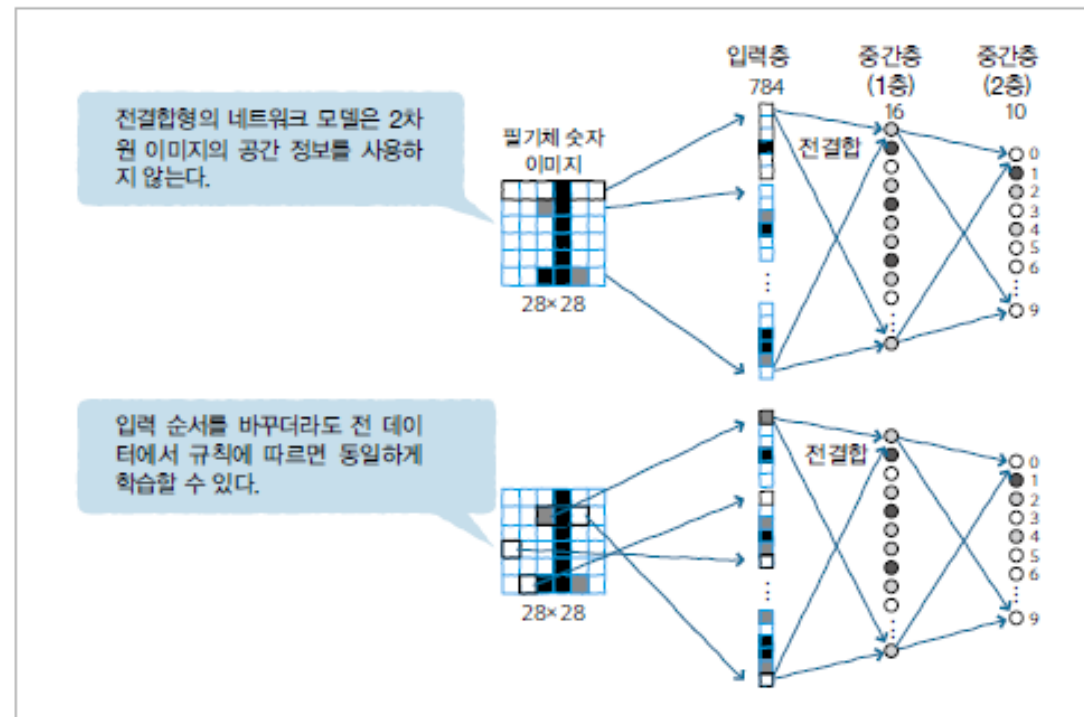 입력층
784
중간층
(1층)
16
중간층
(2층)
10
전결합형의 네트워크 모델은 2차
원 이미지의 공간 정보를 사용하
지 않는다.
필기체 숫자
이미지
28×28
전결합
0
1
2
3
4
5
6
9
입력 순서를 바꾸더라도 전 데이
터에서 규칙에 따르면 동일하게
학습할 수 있다.
28×28
전결합
0
1
2
3
4
5
6
9